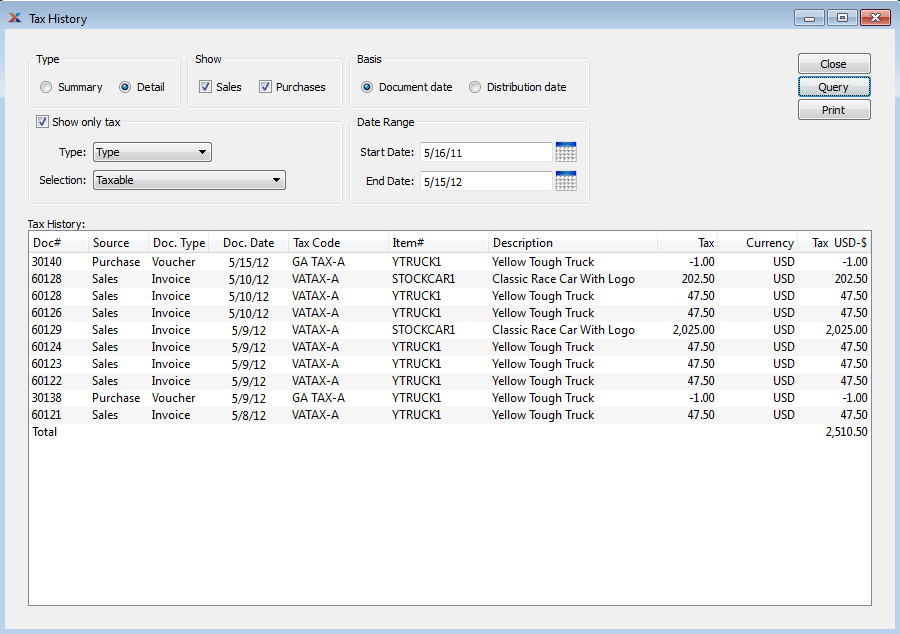 Tax History
Type Show Basis
Summary Detail Sales Purchases Document date Distribution date
Close
Query
Print
Show only tax
Type: Type
Selection: Taxable
Date Range
Start Date: 5/16/11
End Date: 5/15/12
Tax History:
Doc# Source Doc. Type Doc. Date Tax Code Item# Description Tax Currency Tax USD-$
30140 Purchase Voucher 5/15/12 GA TAX-A YTRUCK1 Yellow Tough Truck -1.00 USD -1.00
60128 Sales Invoice 5/10/12 VATAX-A STOCKCAR1 Classic Race Car With Logo 202.50 USD 202.50
60128 Sales Invoice 5/10/12 VATAX-A YTRUCK1 Yellow Tough Truck 47.50 USD 47.50
60126 Sales Invoice 5/10/12 VATAX-A YTRUCK1 Yellow Tough Truck 47.50 USD 47.50
60129 Sales Invoice 5/9/12 VATAX-A STOCKCAR1 Classic Race Car With Logo 2,025.00 USD 2,025.00
60124 Sales Invoice 5/9/12 VATAX-A YTRUCK1 Yellow Tough Truck 47.50 USD 47.50
60123 Sales Invoice 5/9/12 VATAX-A YTRUCK1 Yellow Tough Truck 47.50 USD 47.50
60122 Sales Invoice 5/9/12 VATAX-A YTRUCK1 Yellow Tough Truck 47.50 USD 47.50
30138 Purchase Voucher 5/9/12 GA TAX-A YTRUCK1 Yellow Tough Truck -1.00 USD -1.00
60121 Sales Invoice 5/8/12 VATAX-A YTRUCK1 Yellow Tough Truck 47.50 USD 47.50
Total 2,510.50